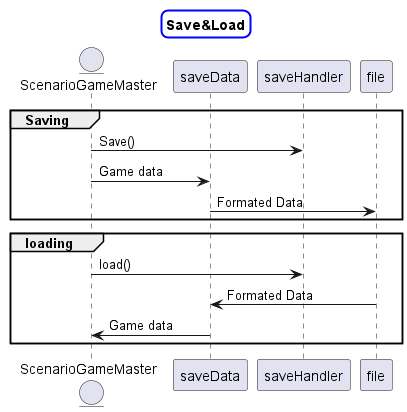 Save&Load
ScenarioGameMaster saveData saveHandler file
Saving
Save()
Game data
Formated Data
loading
load()
Formated Data
Game data
ScenarioGameMaster saveData saveHandler file